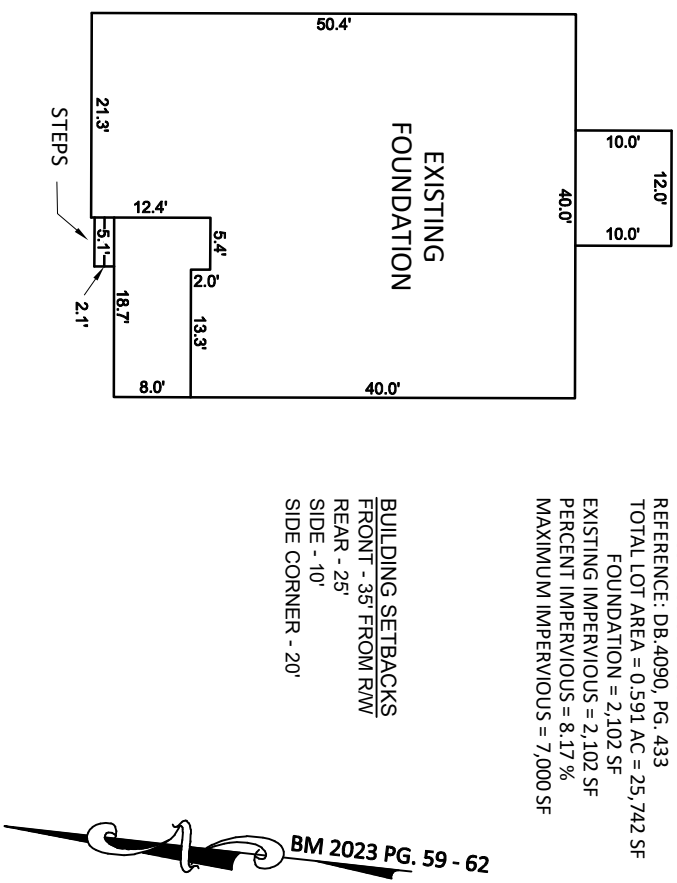 REFERENCE: DB.4090, PG. 433
TOTAL LOT AREA = 0.591 AC = 25,742 SF
FOUNDATION = 2,102 SF
EXISTING IMPERVIOUS = 2,102 SF
PERCENT IMPERVIOUS = 8.17 %
MAXIMUM IMPERVIOUS = 7,000 SF
BUILDING SETBACKS
FRONT - 35' FROM R/W
REAR - 25'
SIDE - 10'
SIDE CORNER - 20'
EXISTING
FOUNDATION
50.4'
10.0'
12.0'
10.0'
40.0'
21.3'
STEPS
12.4'
5.4'
5.1'
2.0'
2.1'
18.7'
13.3'
8.0'
40.0'
BM 2023 PG. 59 - 62